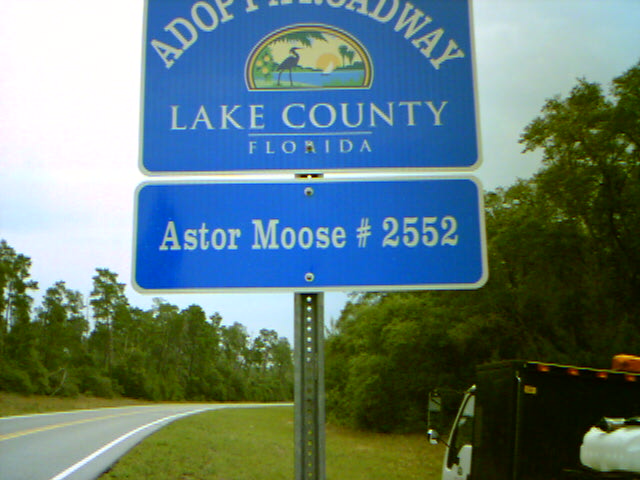 ADOPT A ROADWAY
LAKE COUNTY
FLORIDA
Astor Moose # 2552